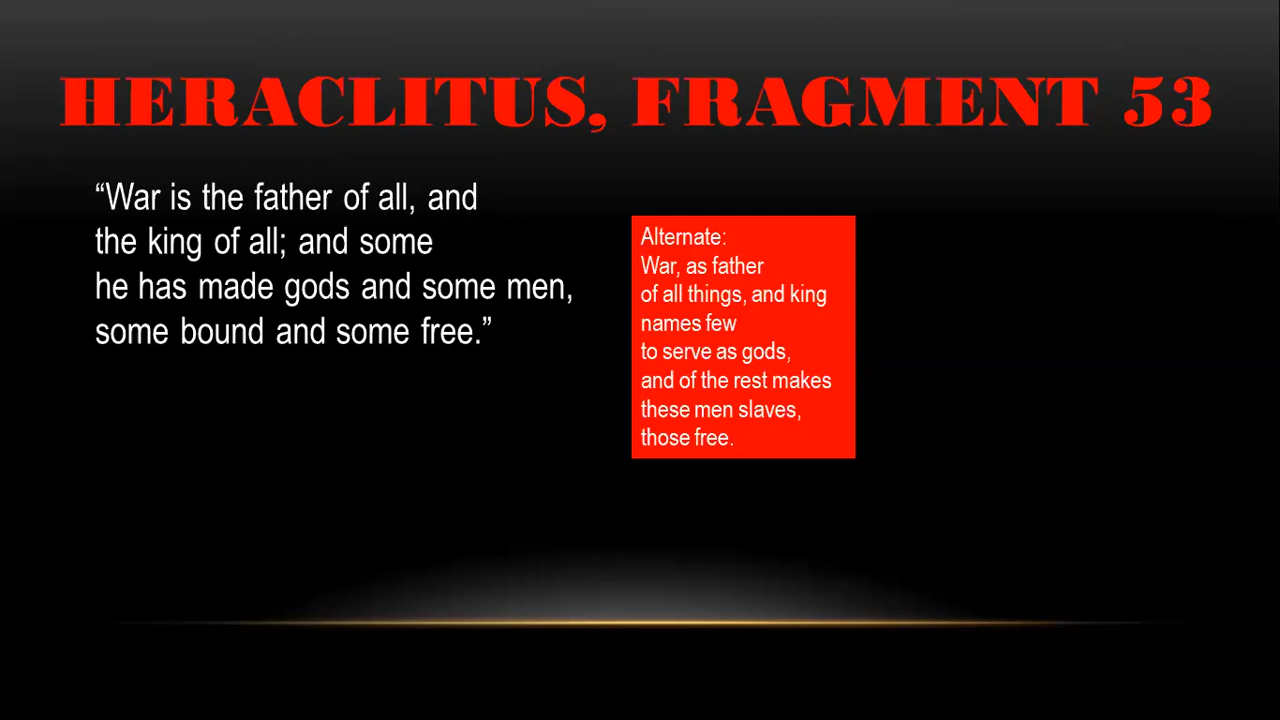 HERACLITUS, FRAGMENT 53
“War is the father of all, and
the king of all; and some
he has made gods and some men,
some bound and some free.”
Alternate:
War, as father
of all things, and king
names few
to serve as gods,
and of the rest makes
these men slaves,
those free.